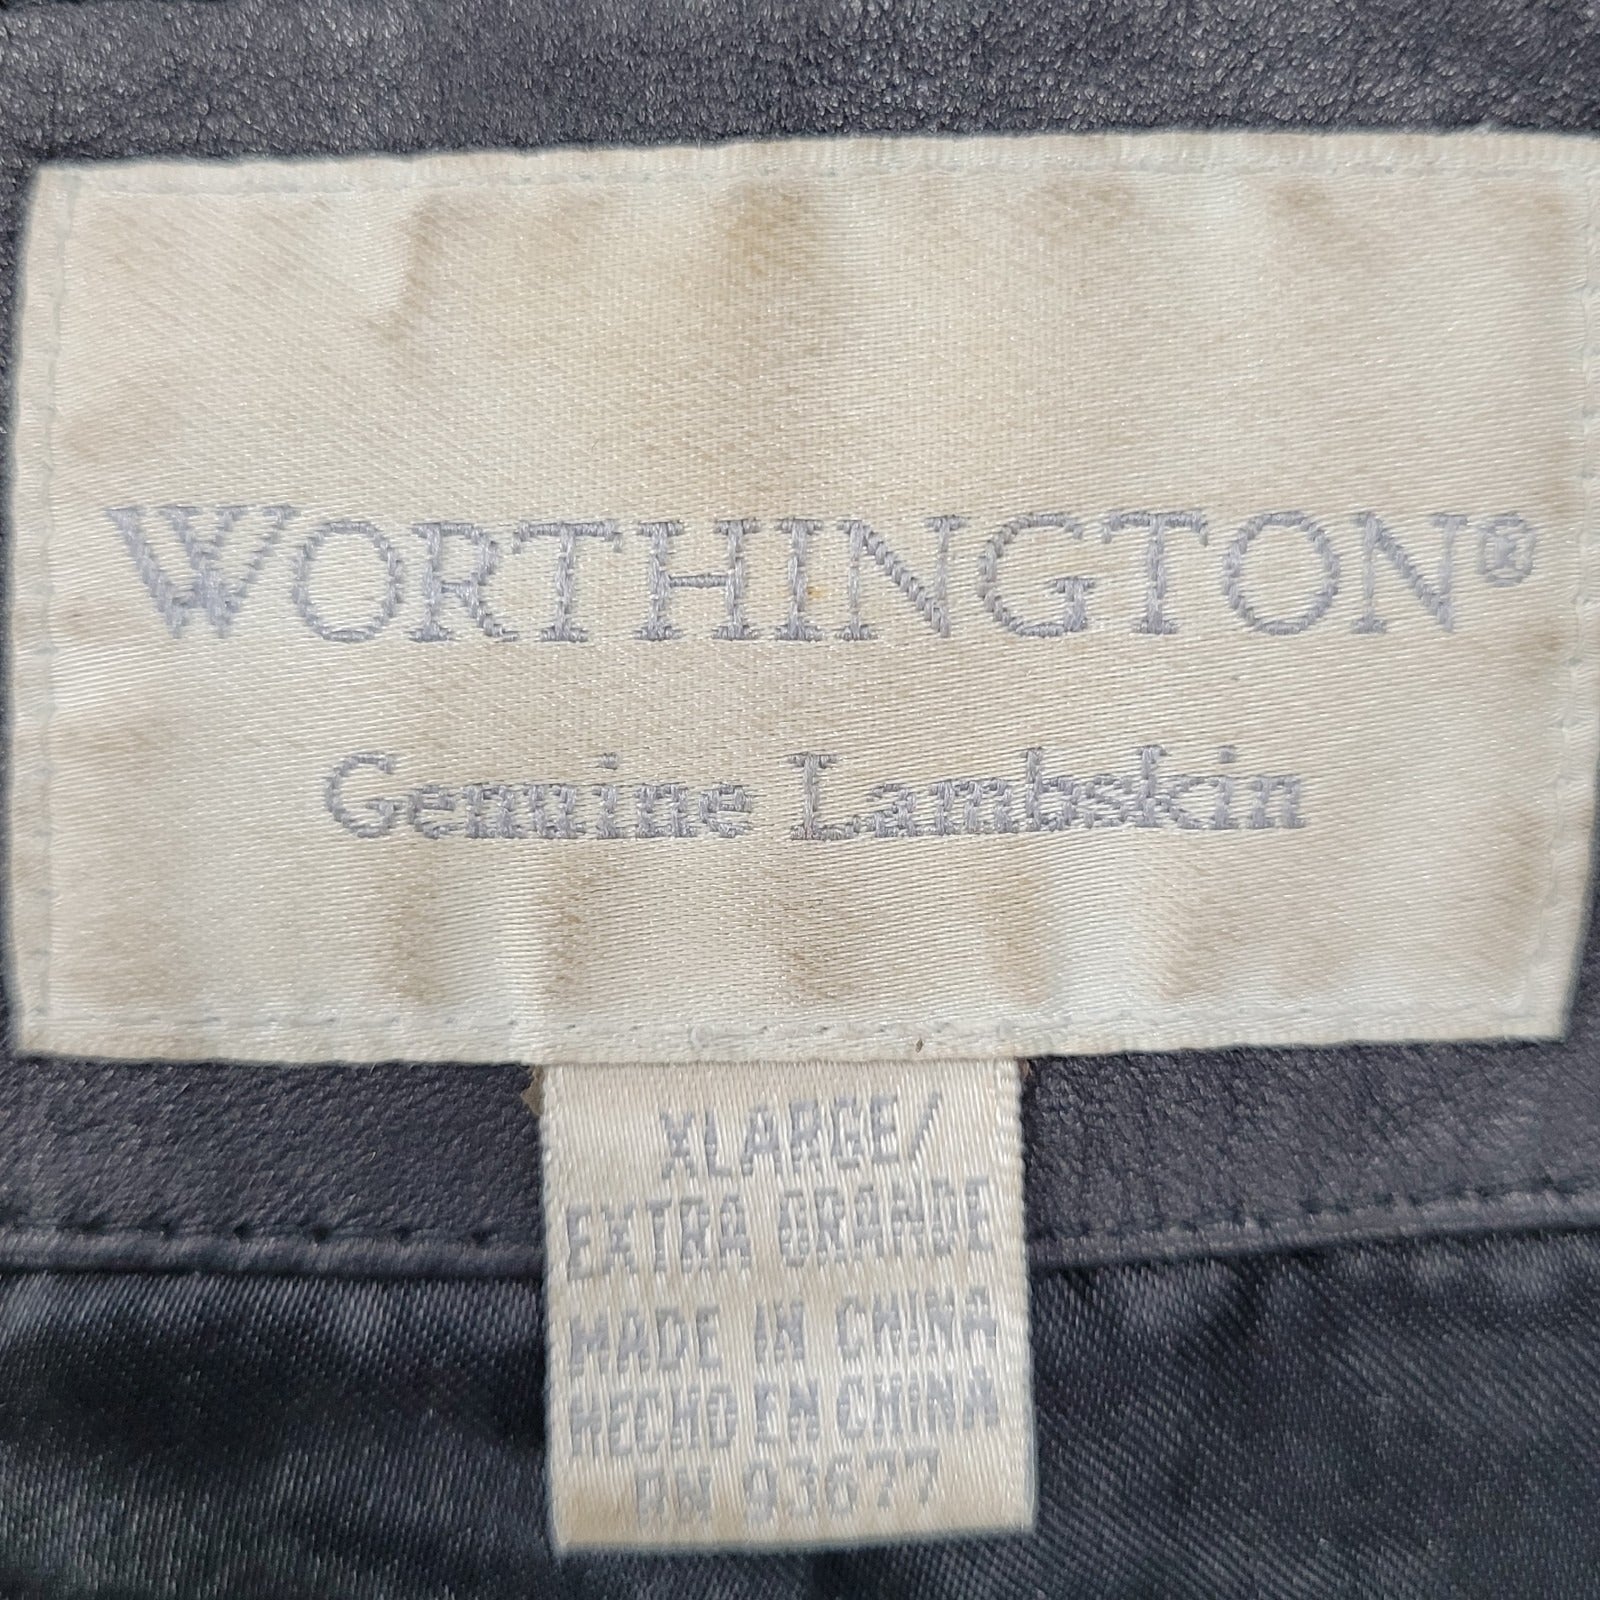 WORTHINGTON®
Genuine Lambskin
XLARGE/
EXTRA GRANDE
MADE IN CHINA
HECHO EN CHINA
RN 93677